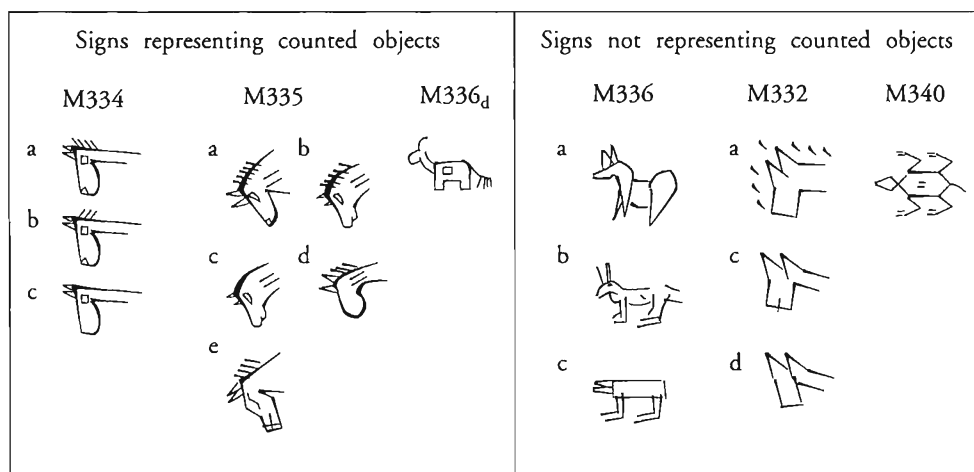 Signs representing counted objects
M334 M335 M336d
a a b
b
c c d
e
Signs not representing counted objects
M336 M332 M340
a a
b c
c d